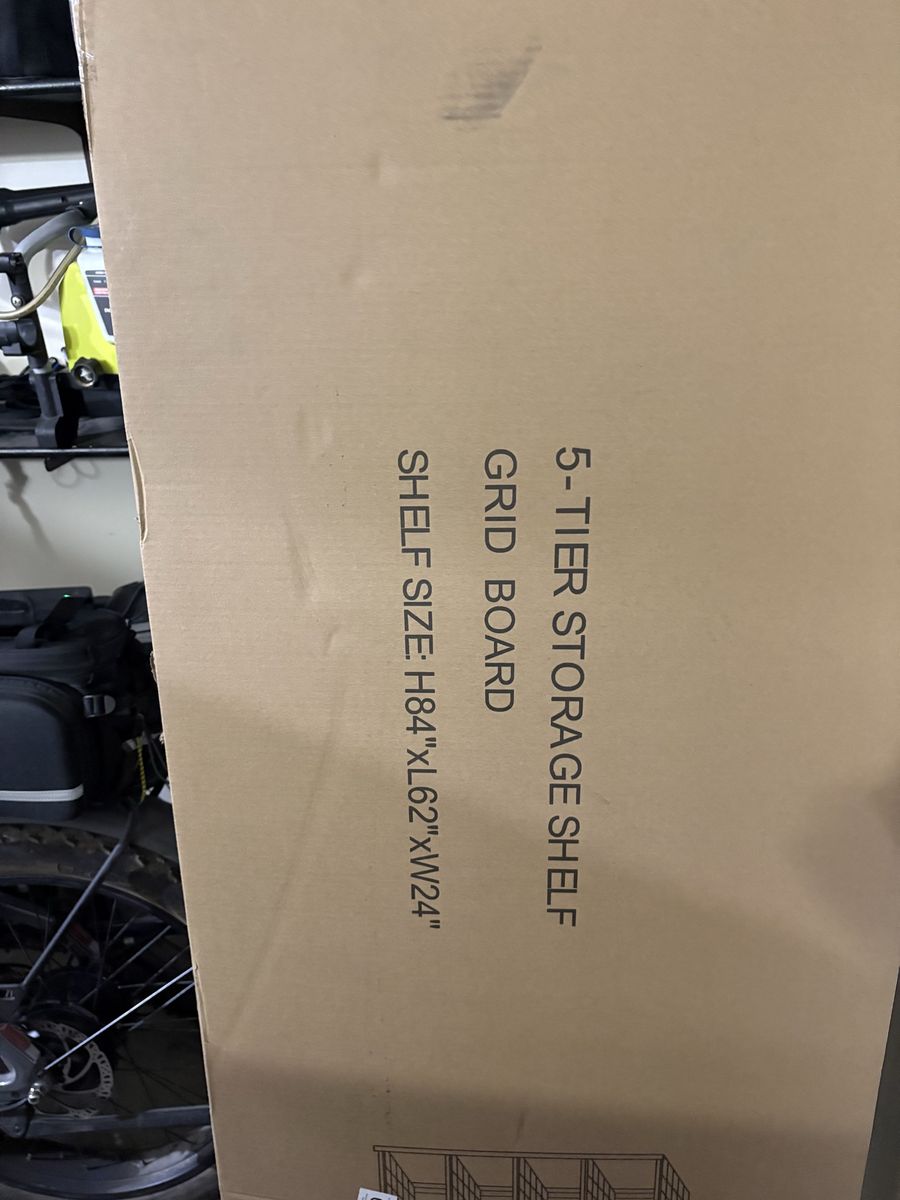 5-TIER STORAGE SHELF
GRID BOARD
SHELF SIZE: H84"xL62"xW24"